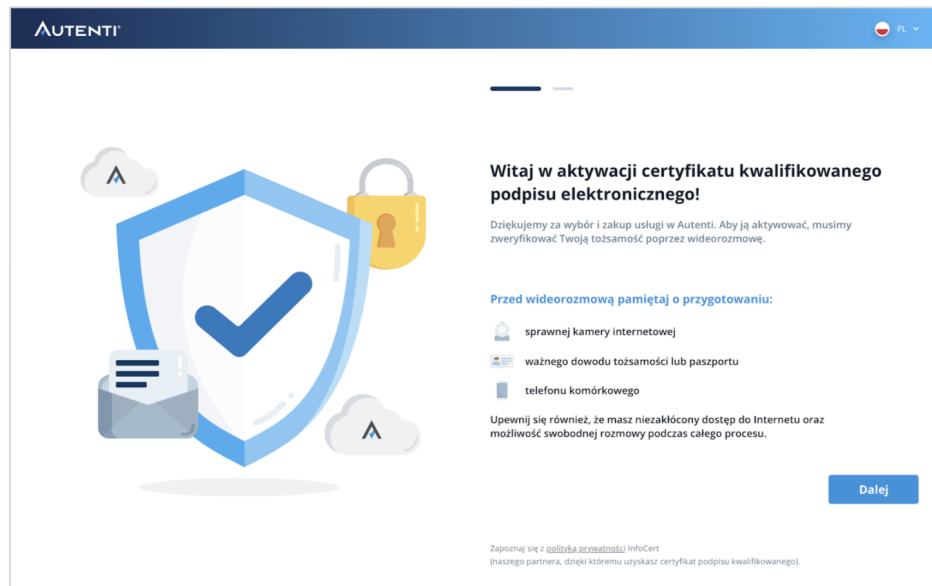 AUTENTI®
PL
Witaj w aktywacji certyfikatu kwalifikowanego
podpisu elektronicznego!
Dziękujemy za wybór i zakup usługi w Autenti. Aby ją aktywować, musimy
zweryfikować Twoją tożsamość poprzez wideorozmowę.
Przed wideorozmową pamiętaj o przygotowaniu:
sprawnej kamery internetowej
ważnego dowodu tożsamości lub paszportu
telefonu komórkowego
Upewnij się również, że masz niezakłócony dostęp do Internetu oraz
możliwość swobodnej rozmowy podczas całego procesu.
Dalej
Zapoznaj się z polityką prywatności InfoCert
(naszego partnera, dzięki któremu uzyskasz certyfikat podpisu kwalifikowanego).